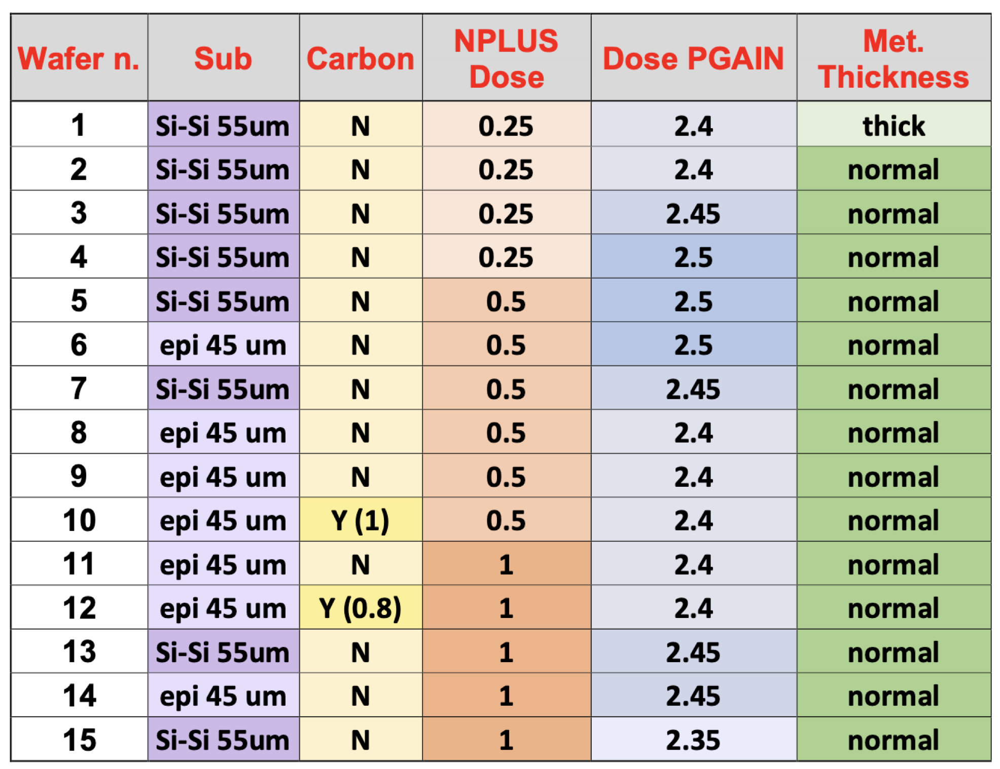 Wafer n. Sub Carbon NPLUS Dose Dose PGAIN Met. Thickness
1 Si-Si 55um N 0.25 2.4 thick
2 Si-Si 55um N 0.25 2.4 normal
3 Si-Si 55um N 0.25 2.45 normal
4 Si-Si 55um N 0.25 2.5 normal
5 Si-Si 55um N 0.5 2.5 normal
6 epi 45 um N 0.5 2.5 normal
7 Si-Si 55um N 0.5 2.45 normal
8 epi 45 um N 0.5 2.4 normal
9 epi 45 um N 0.5 2.4 normal
10 epi 45 um Y (1) 0.5 2.4 normal
11 epi 45 um N 1 2.4 normal
12 epi 45 um Y (0.8) 1 2.4 normal
13 Si-Si 55um N 1 2.45 normal
14 epi 45 um N 1 2.45 normal
15 Si-Si 55um N 1 2.35 normal